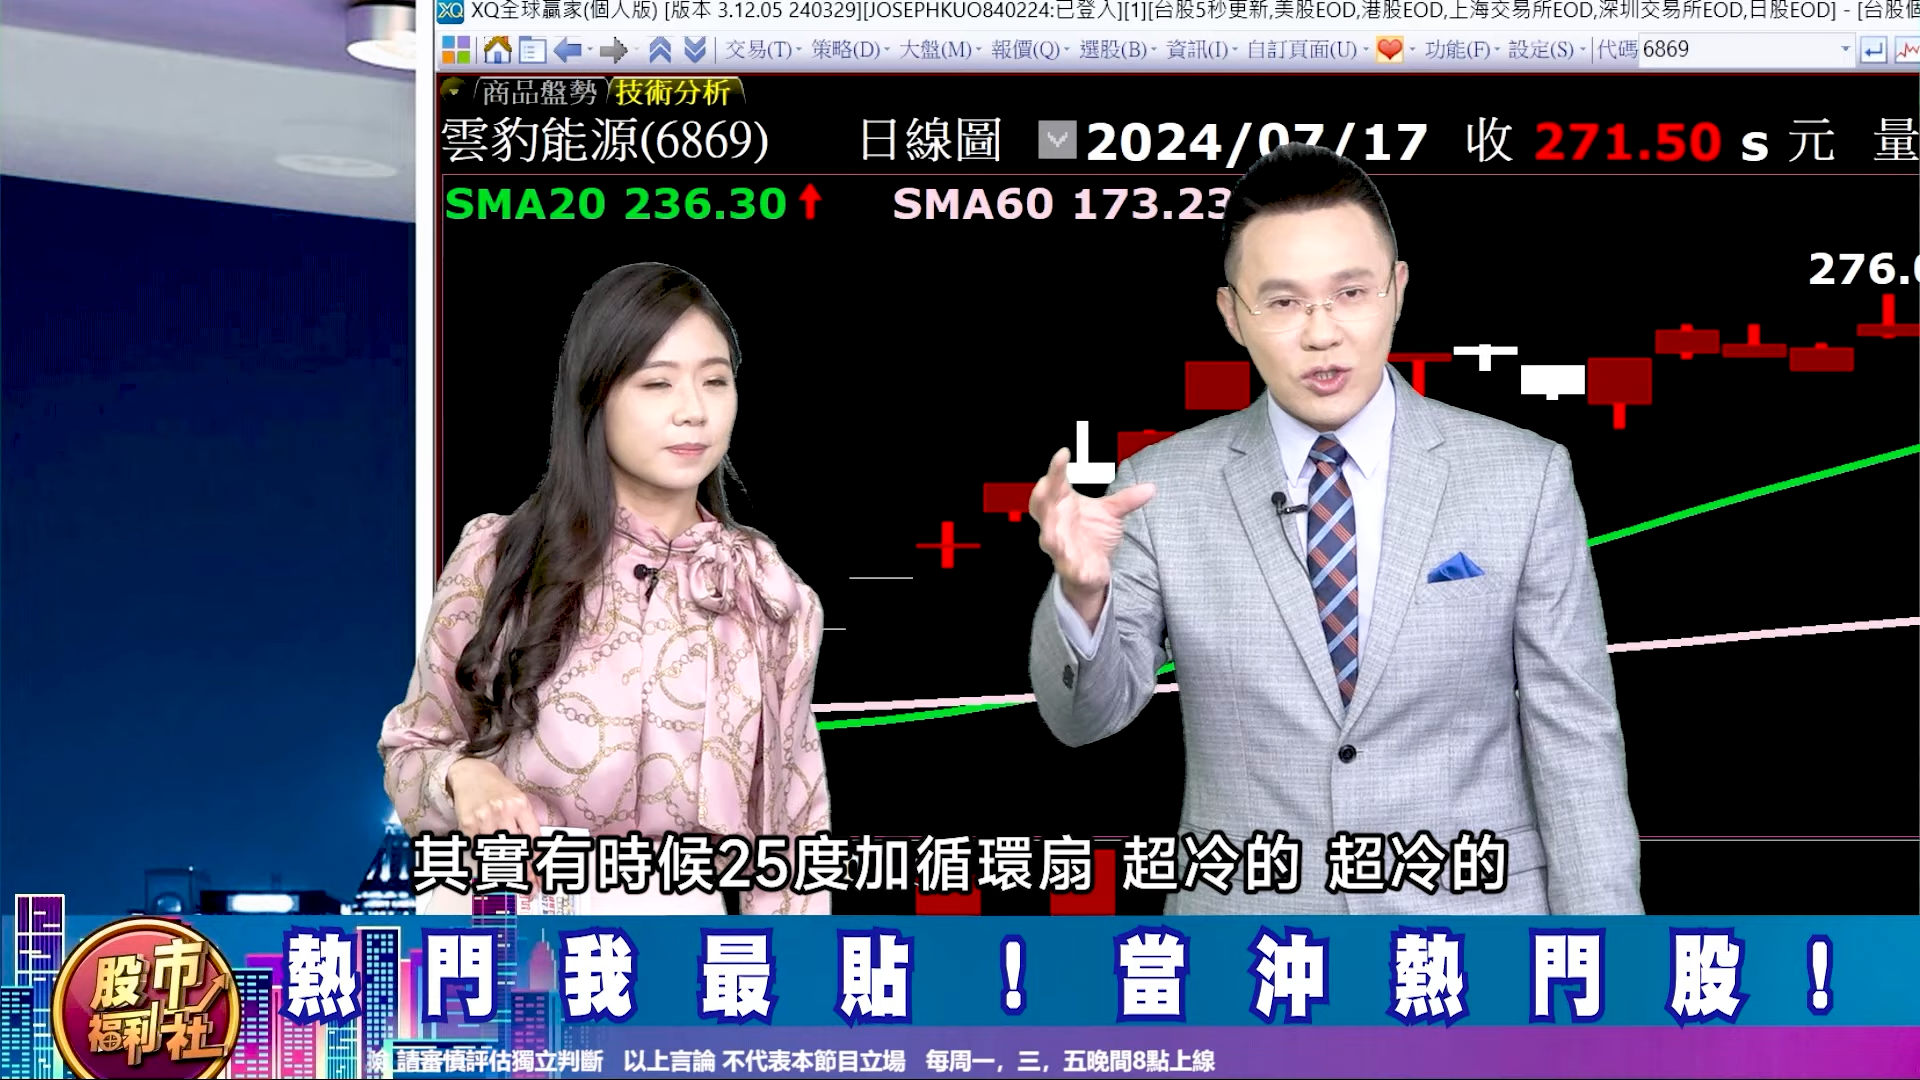 XQ全球贏家(個人版) [版本 3.12.05 240329][JOSEPHKUO840224:已登入][1][台股5秒更新,美股EOD,港股EOD,上海交易所EOD,深圳交易所EOD,日股EOD] - [台股個
交易(T) 策略(D) 大盤(M) 報價(Q) 選股(B) 資訊(I) 自訂頁面(U) 功能(F) 設定(S) 代碼 6869
商品盤勢 技術分析
雲豹能源(6869) 日線圖 2024/07/17 收 271.50 s 元 量
SMA20 236.30 SMA60 173.23
276.0
其實有時候25度加循環扇 超冷的 超冷的
熱門我最貼！當沖熱門股！
股市
福利社
請審慎評估獨立判斷 以上言論 不代表本節目立場 每周一，三，五晚間8點上線